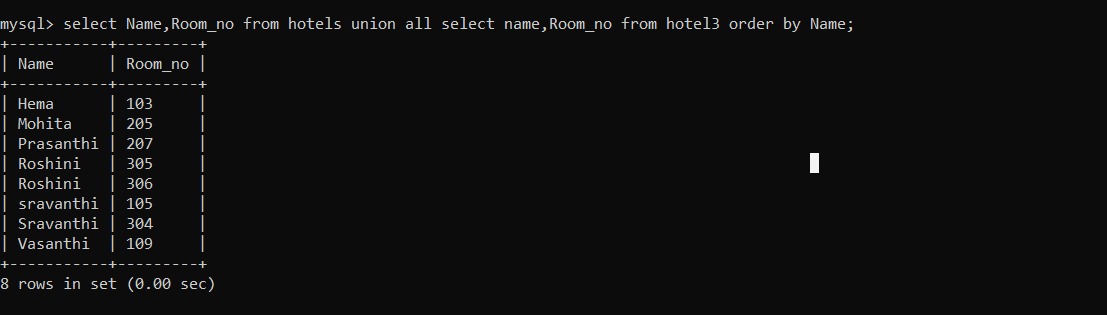 mysql> select Name,Room_no from hotels union all select name,Room_no from hotel3 order by Name;
+-----------+---------+
| Name      | Room_no |
+-----------+---------+
| Hema      | 103     |
| Mohita    | 205     |
| Prasanthi | 207     |
| Roshini   | 305     |
| Roshini   | 306     |
| sravanthi | 105     |
| Sravanthi | 304     |
| Vasanthi  | 109     |
+-----------+---------+
8 rows in set (0.00 sec)